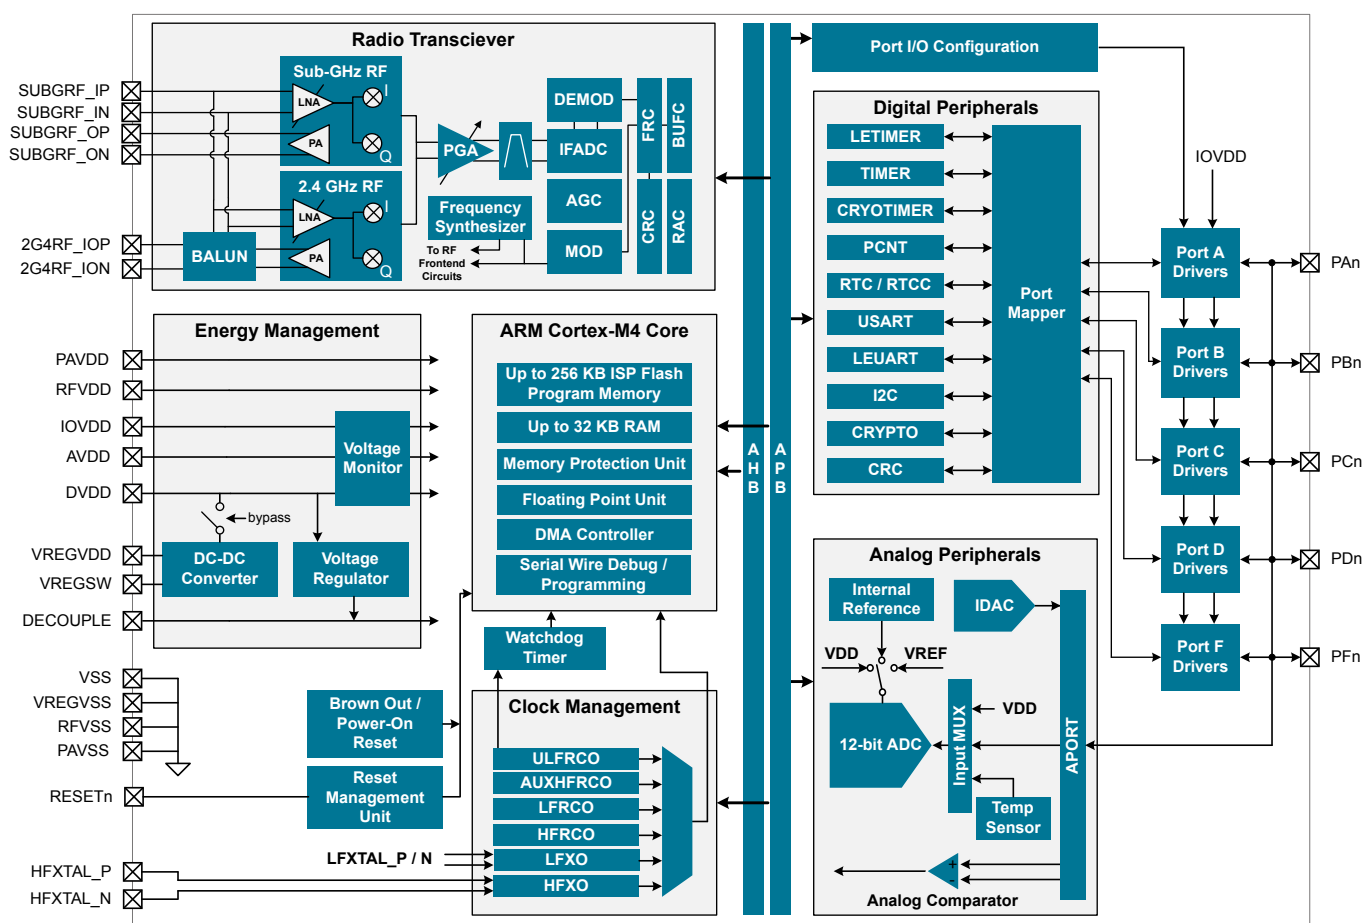 Radio Transciever
SUBGRF_IP
SUBGRF_IN
SUBGRF_OP
SUBGRF_ON
2G4RF_IOP
2G4RF_ION
BALUN
Sub-GHz RF
LNA
I
PA
Q
2.4 GHz RF
LNA
I
PA
Q
PGA
Frequency
Synthesizer
To RF
Frontend
Circuits
DEMOD
IFADC
AGC
MOD
FRC
BUFC
CRC
RAC
Energy Management
PAVDD
RFVDD
IOVDD
AVDD
DVDD
VREGVDD
VREGSW
DECOUPLE
Voltage
Monitor
bypass
DC-DC
Converter
Voltage
Regulator
VSS
VREGVSS
RFVSS
PAVSS
RESETn
HFXTAL_P
HFXTAL_N
Brown Out /
Power-On
Reset
Reset
Management
Unit
LFXTAL_P / N
ARM Cortex-M4 Core
Up to 256 KB ISP Flash
Program Memory
Up to 32 KB RAM
Memory Protection Unit
Floating Point Unit
DMA Controller
Serial Wire Debug /
Programming
Watchdog
Timer
Clock Management
ULFRCO
AUXHFRCO
LFRCO
HFRCO
LFXO
HFXO
AHB
APB
Port I/O Configuration
Digital Peripherals
LETIMER
TIMER
CRYOTIMER
PCNT
RTC / RTCC
USART
LEUART
I2C
CRYPTO
CRC
Port
Mapper
Analog Peripherals
Internal
Reference
IDAC
VDD
VREF
12-bit ADC
Input MUX
VDD
Temp
Sensor
APORT
+
-
Analog Comparator
IOVDD
Port A
Drivers
Port B
Drivers
Port C
Drivers
Port D
Drivers
Port F
Drivers
PAn
PBn
PCn
PDn
PFn